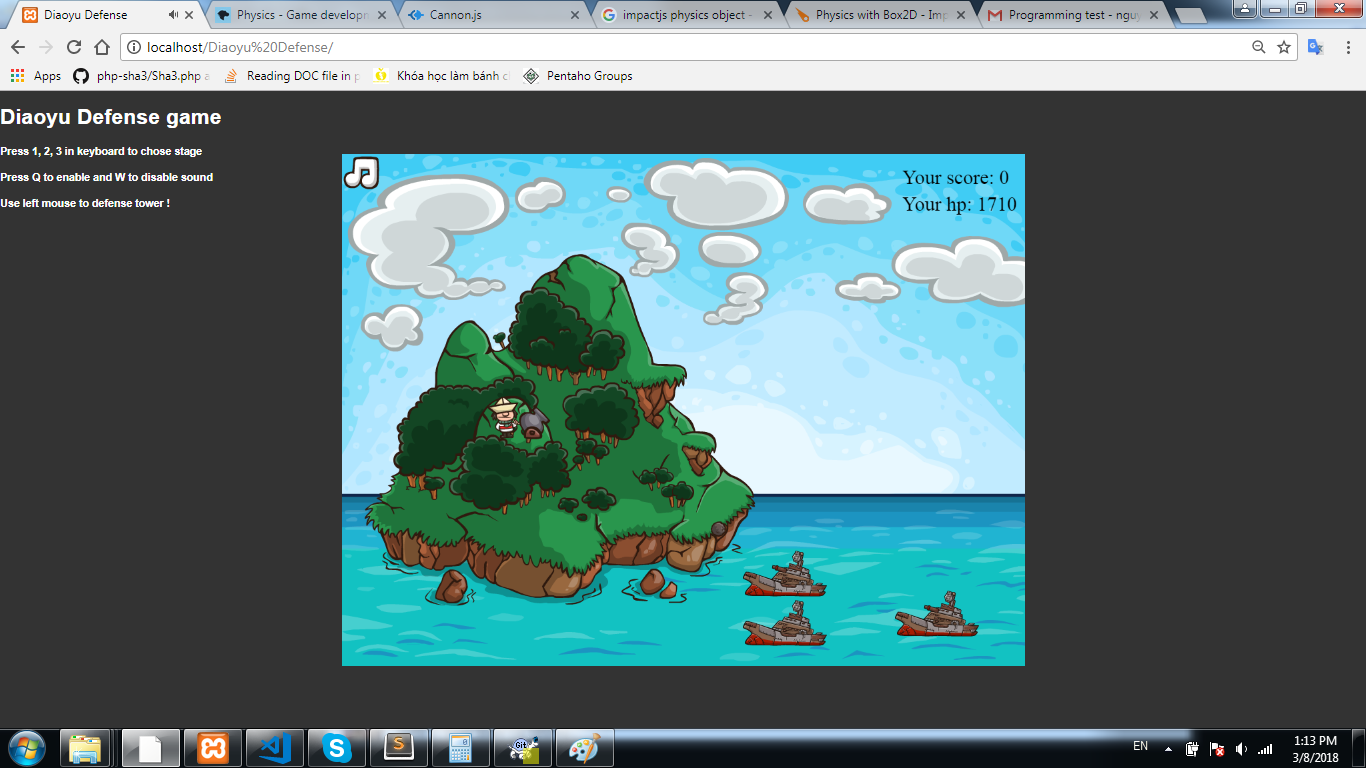 Diaoyu Defense
Physics - Game developm
Cannon.js
impactjs physics object -
Physics with Box2D - Imp
Programming test - nguy
localhost/Diaoyu%20Defense/
Apps
php-sha3/Sha3.php a
Reading DOC file in p
Khóa học làm bánh c
Pentaho Groups
Diaoyu Defense game
Press 1, 2, 3 in keyboard to chose stage
Press Q to enable and W to disable sound
Use left mouse to defense tower !
Your score: 0
Your hp: 1710
EN
1:13 PM
3/8/2018